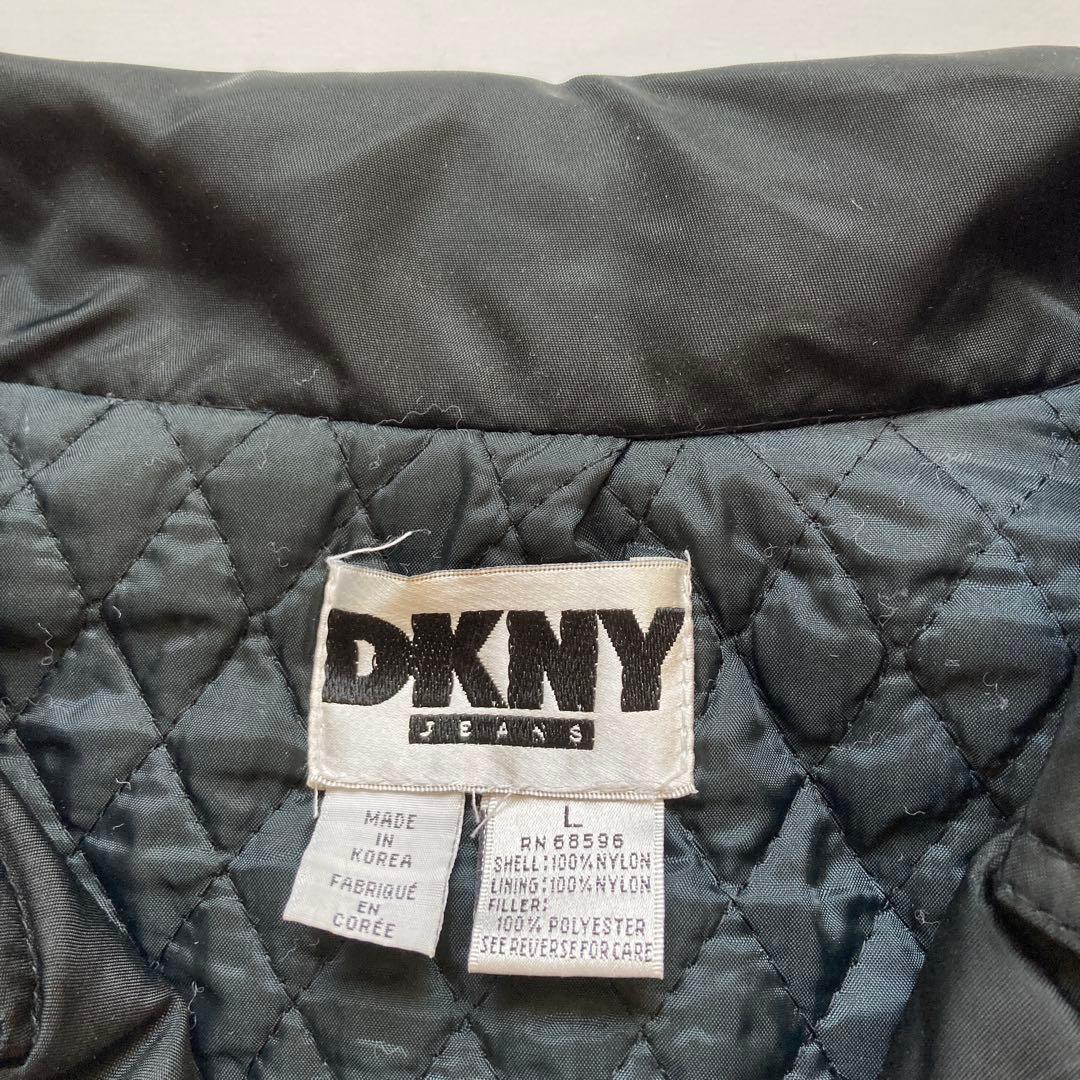 DKNY
JEANS
MADE
IN
KOREA
FABRIQUÉ
EN
CORÉE
L
RN 68596
SHELL:100%NYLON
LINING:100%NYLON
FILLER:
100% POLYESTER
SEE REVERSE FOR CARE